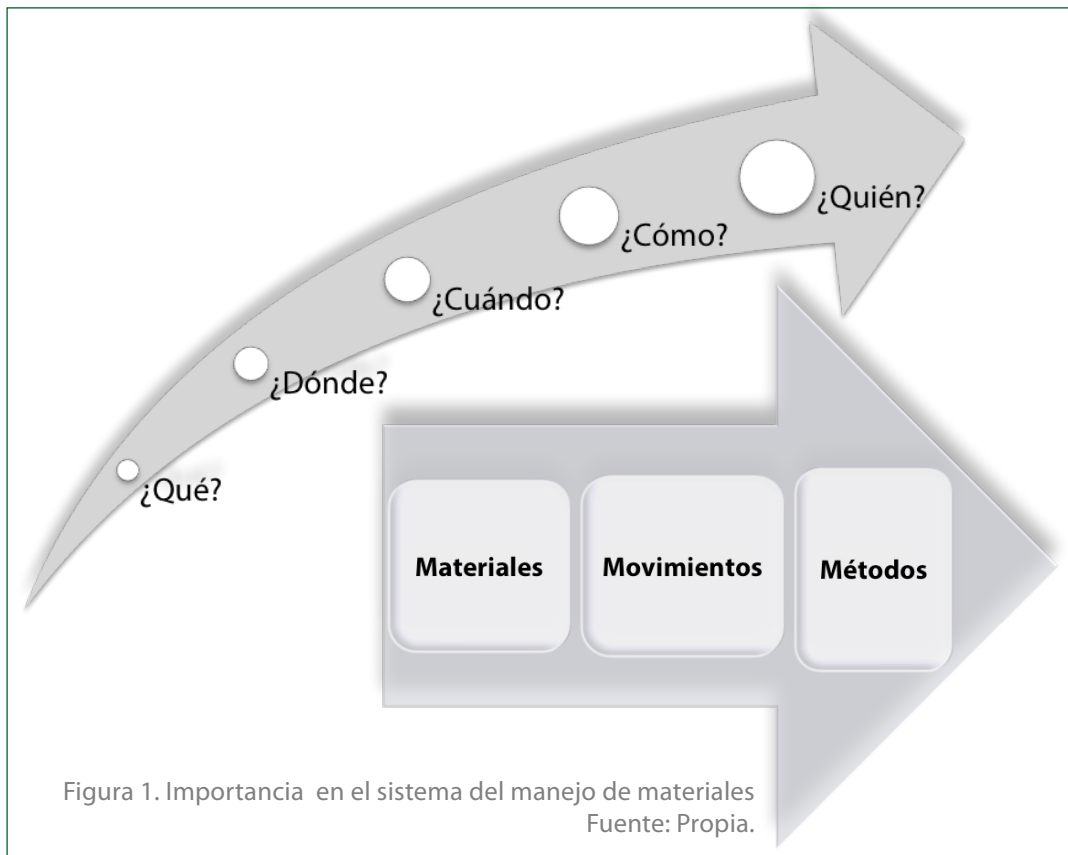 ¿Quién?
¿Cómo?
¿Cuándo?
¿Dónde?
¿Qué?
Materiales
Movimientos
Métodos
Figura 1. Importancia  en el sistema del manejo de materiales
Fuente: Propia.